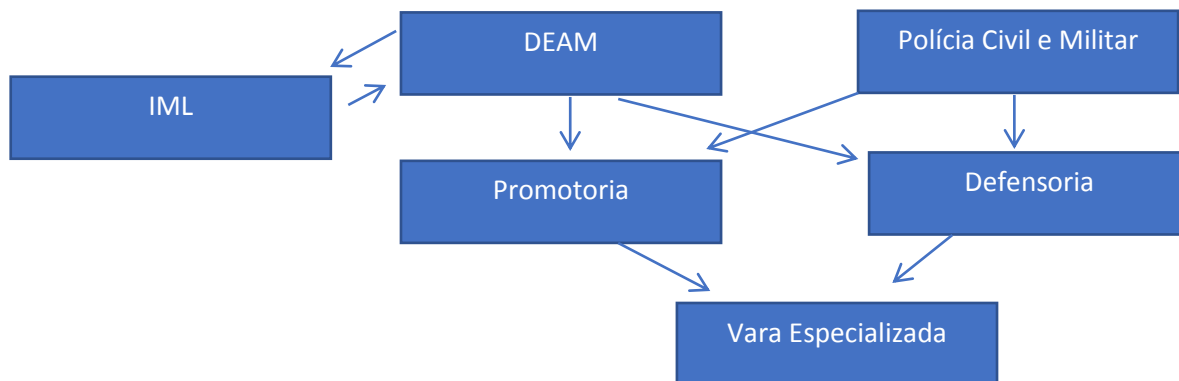 DEAM
Polícia Civil e Militar
IML
Promotoria
Defensoria
Vara Especializada